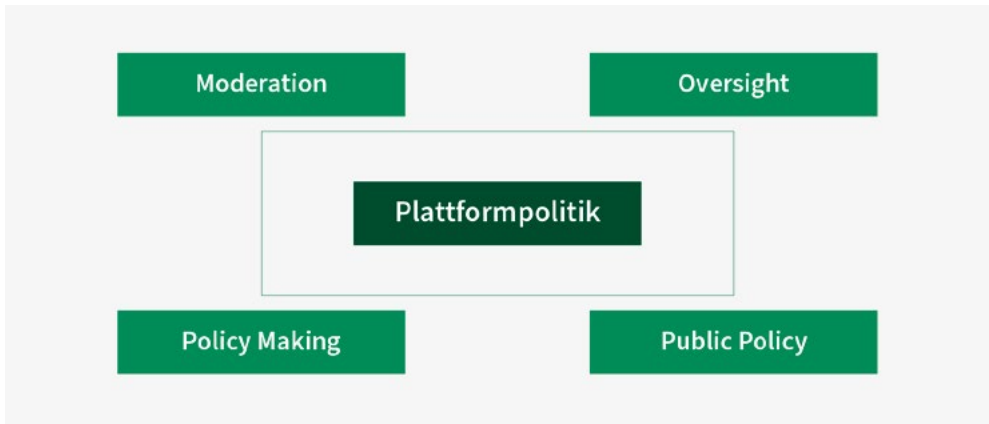 Moderation
Oversight
Plattformpolitik
Policy Making
Public Policy